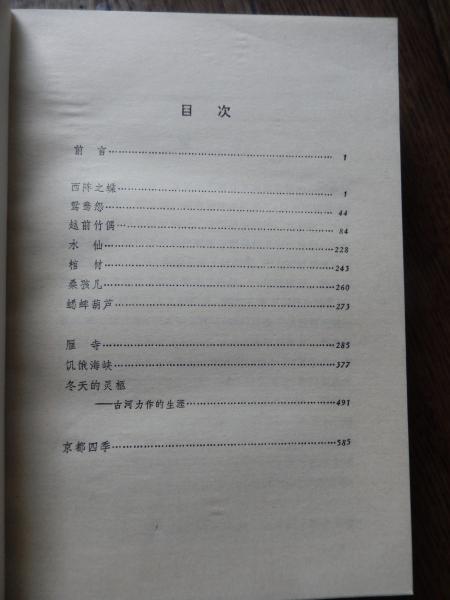 目次
前言 1
西阵之蝶 1
鸳鸯怨 44
越前竹偶 84
水仙 228
棺材 243
桑孩儿 260
蟋蟀葫芦 273
雁寺 285
饥饿海峡 377
冬天的灵柩
——古河力作的生涯 491
京都四季 585